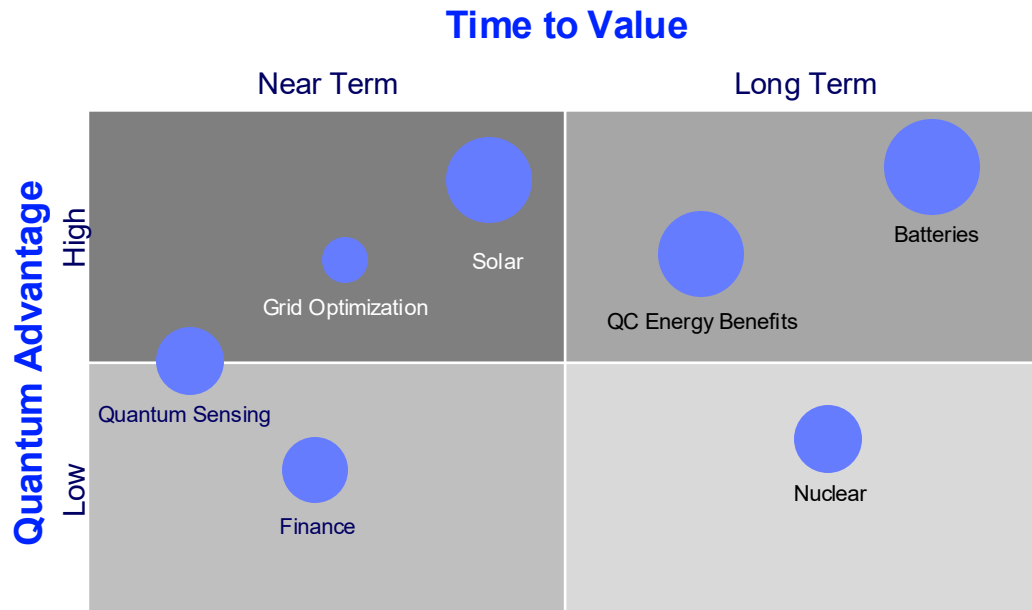 Time to Value
Near Term
Long Term
Quantum Advantage
High
Low
Solar
Batteries
Grid Optimization
QC Energy Benefits
Quantum Sensing
Finance
Nuclear